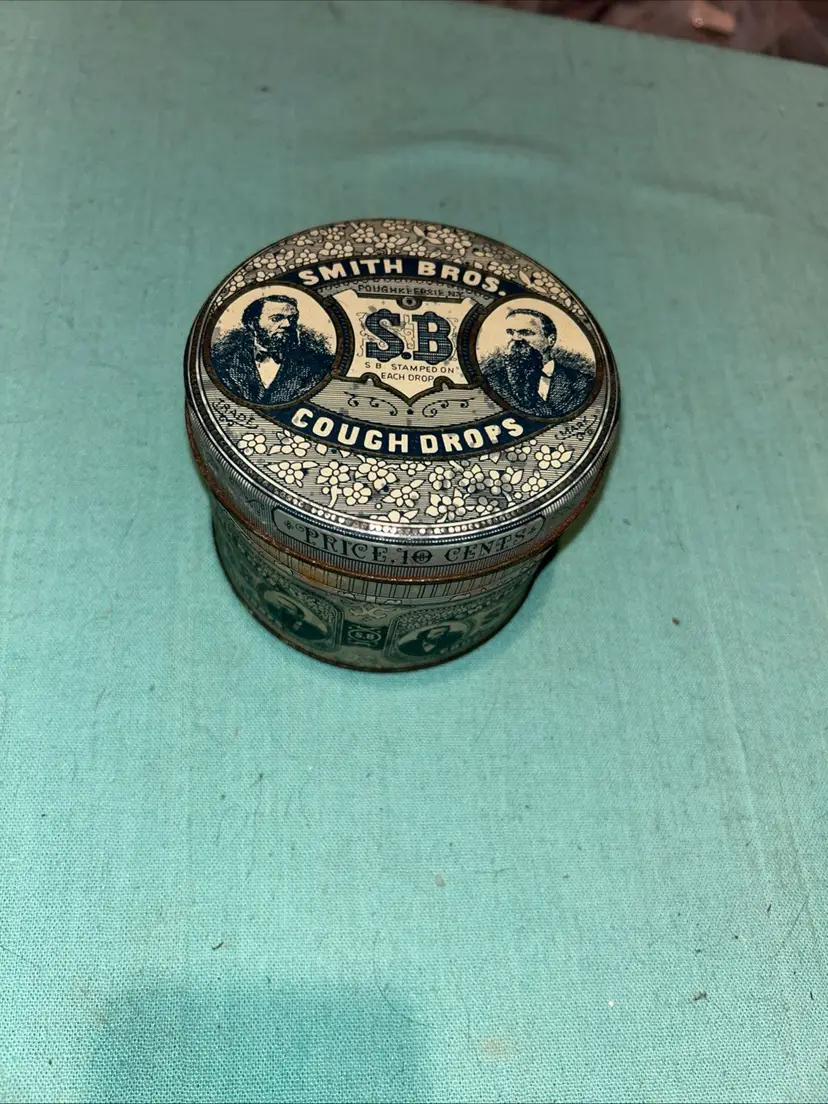 SMITH BROS.
POUGHKEEPSIE N.Y.
S.B
S B STAMPED ON
EACH DROP
TRADE
MARK
COUGH DROPS
PRICE, 10 CENTS
S.B